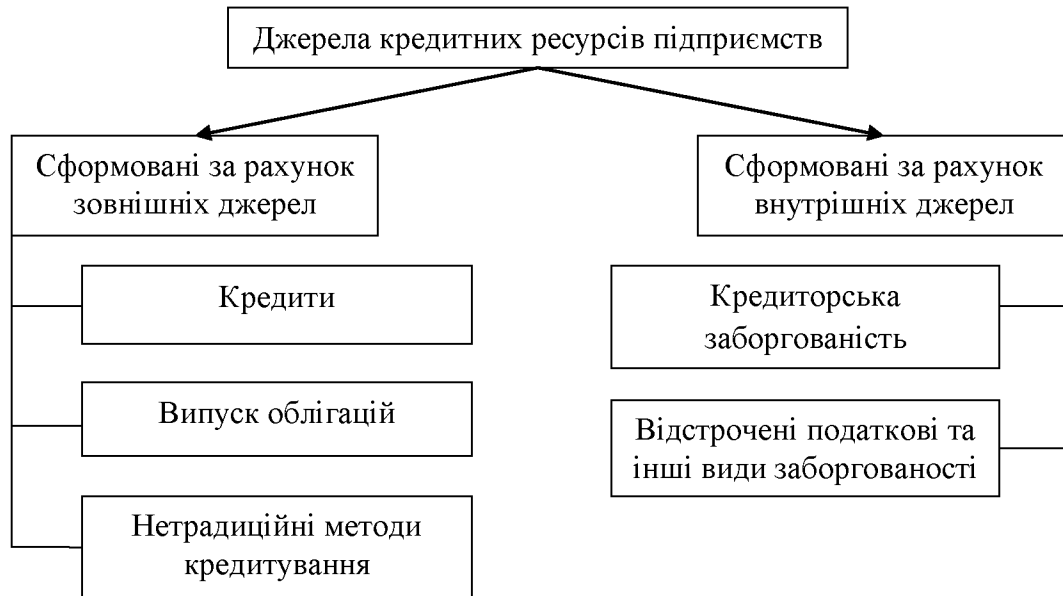 Джерела кредитних ресурсів підприємств
Сформовані за рахунок
зовнішніх джерел
Кредити
Випуск облігацій
Нетрадиційні методи
кредитування
Сформовані за рахунок
внутрішніх джерел
Кредиторська
заборгованість
Відстрочені податкові та
інші види заборгованості